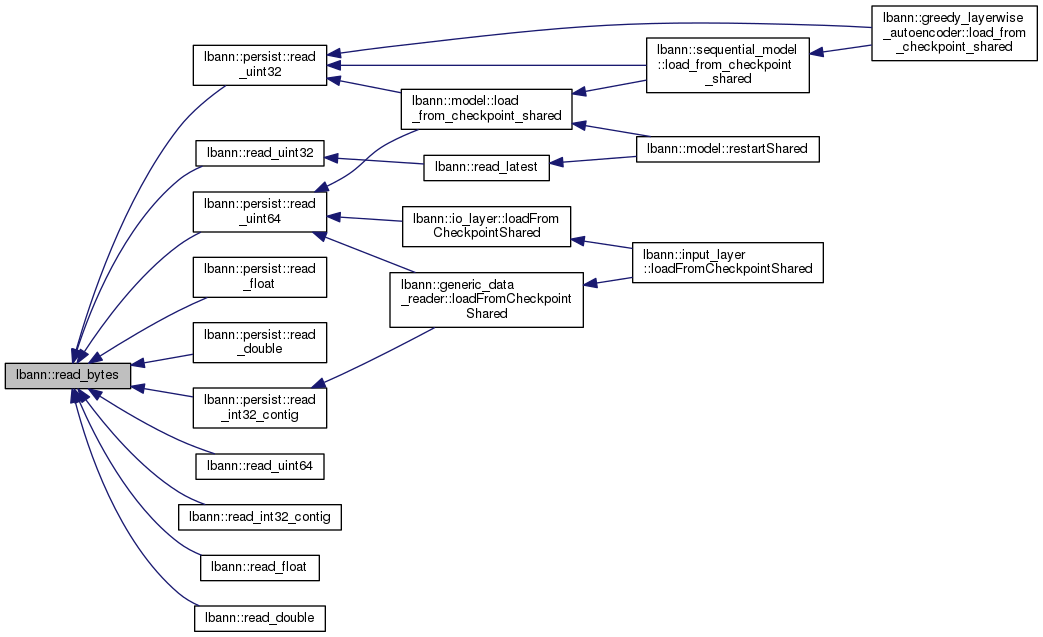 lbann::read_bytes
lbann::persist::read
_uint32
lbann::read_uint32
lbann::persist::read
_uint64
lbann::persist::read
_float
lbann::persist::read
_double
lbann::persist::read
_int32_contig
lbann::read_uint64
lbann::read_int32_contig
lbann::read_float
lbann::read_double
lbann::model::load
_from_checkpoint_shared
lbann::read_latest
lbann::io_layer::loadFrom
CheckpointShared
lbann::generic_data
_reader::loadFromCheckpoint
Shared
lbann::sequential_model
::load_from_checkpoint
_shared
lbann::model::restartShared
lbann::input_layer
::loadFromCheckpointShared
lbann::greedy_layerwise
_autoencoder::load_from
_checkpoint_shared